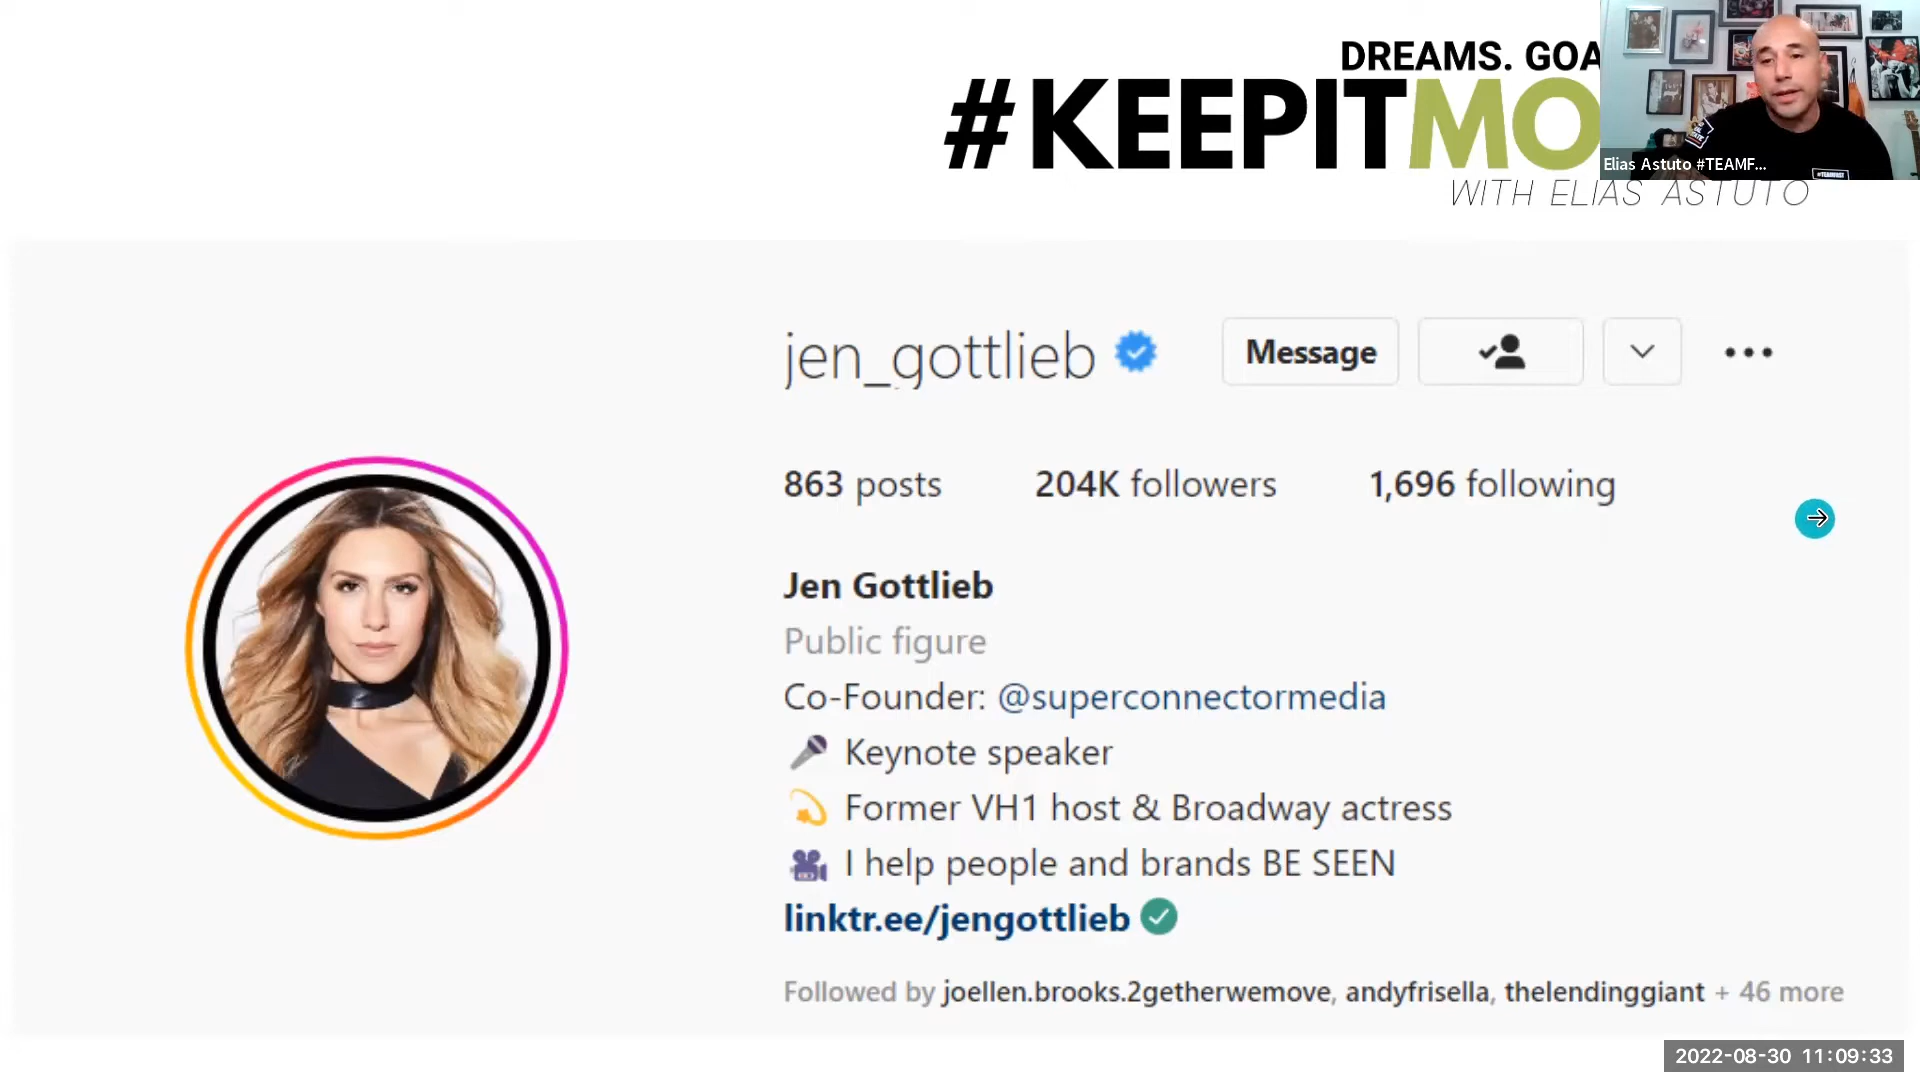 DREAMS. GOA
#KEEPITMO
WITH ELIAS ASTUTO
Elias Astuto #TEAMF...
#TEAMFAST
jen_gottlieb
Message
863 posts 204K followers 1,696 following
Jen Gottlieb
Public figure
Co-Founder: @superconnectormedia
Keynote speaker
Former VH1 host & Broadway actress
I help people and brands BE SEEN
linktr.ee/jengottlieb
Followed by joellen.brooks.2getherwemove, andyfrisella, thelendinggiant + 46 more
2022-08-30 11:09:33